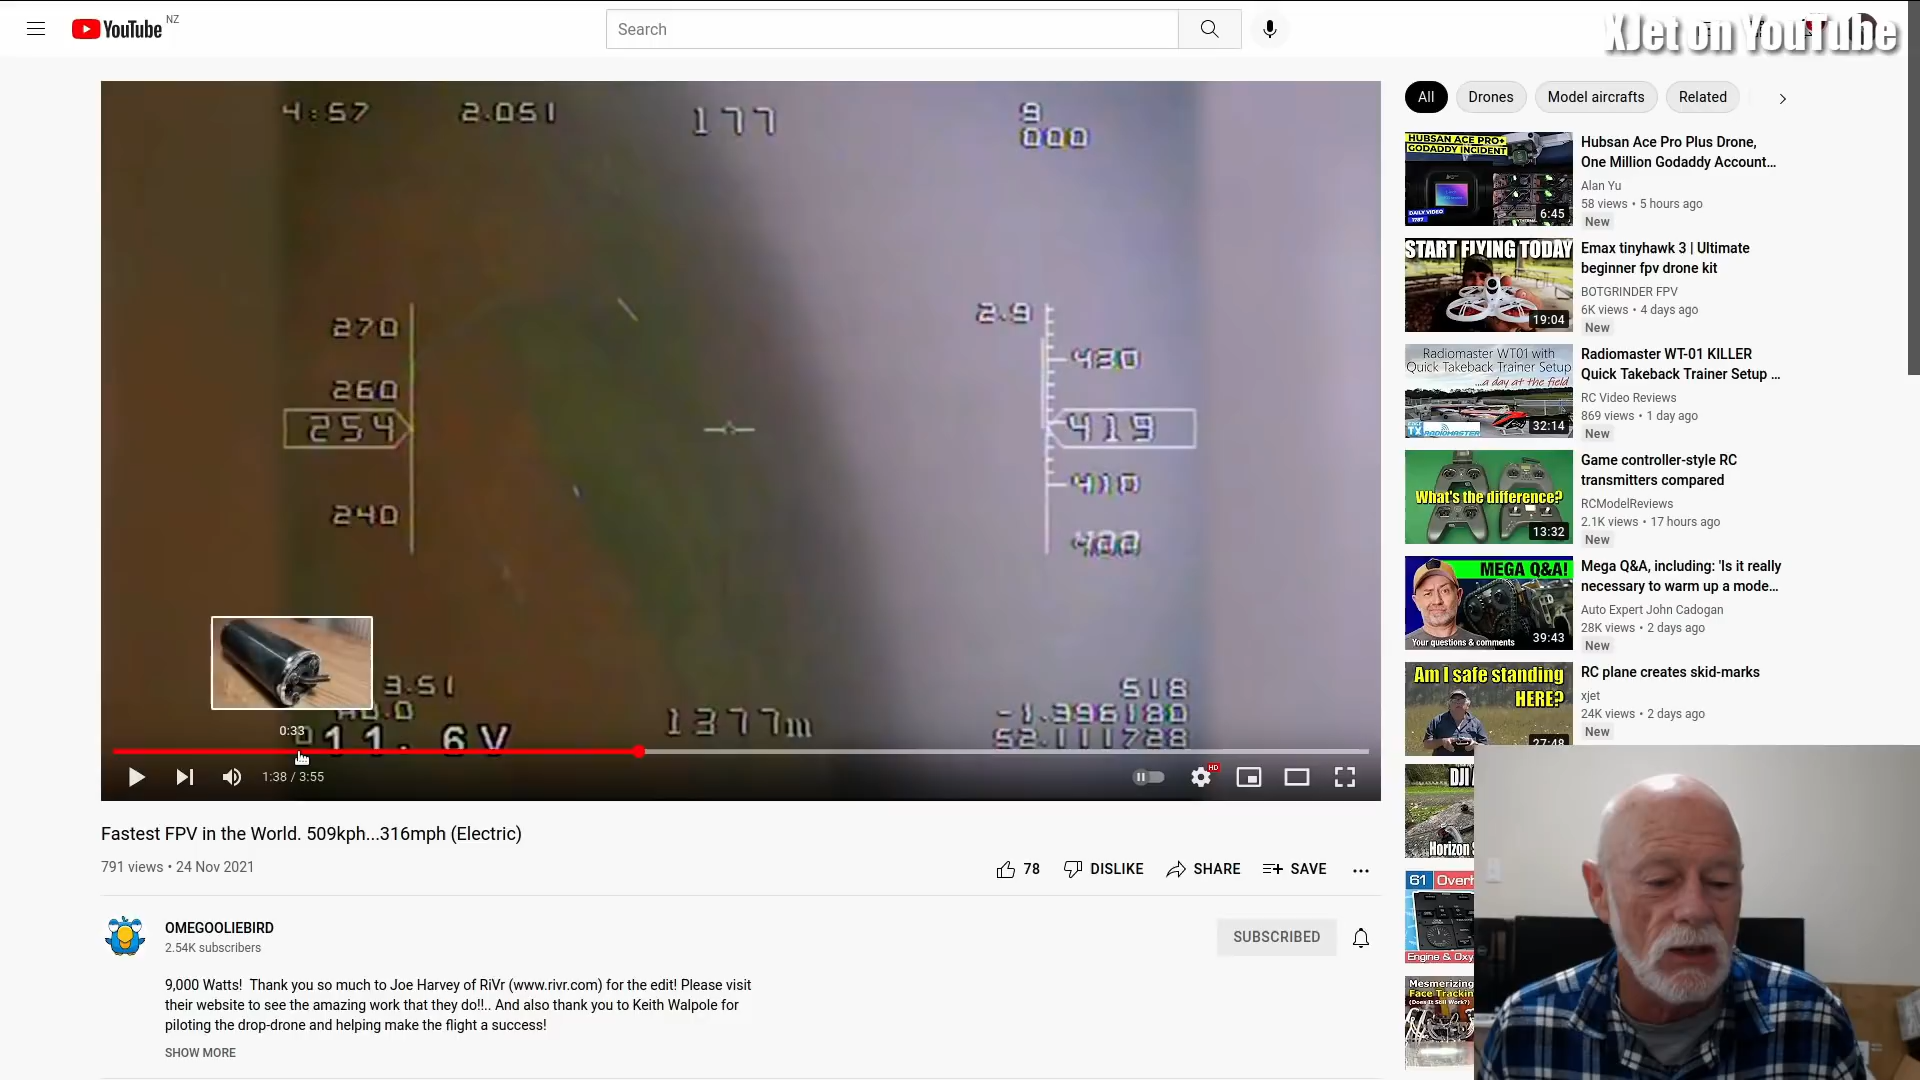 YouTube NZ
Search
XJet on YouTube
4:57 2.051 177 9
000
270
260
254
240
2.9
420
419
410
400
3.51
518
1377m
-1.396180
52.111728
11.6V
0:33
1:38 / 3:55
HD
Fastest FPV in the World. 509kph...316mph (Electric)
791 views • 24 Nov 2021
78 DISLIKE SHARE SAVE
OMEGOOLIEBIRD
2.54K subscribers
SUBSCRIBED
9,000 Watts!  Thank you so much to Joe Harvey of RiVr (www.rivr.com) for the edit! Please visit
their website to see the amazing work that they do!!.. And also thank you to Keith Walpole for
piloting the drop-drone and helping make the flight a success!
SHOW MORE
All Drones Model aircrafts Related
HUBSAN ACE PRO+
GODADDY INCIDENT
DAILY VIDEO
6:45
Hubsan Ace Pro Plus Drone,
One Million Godaddy Account...
Alan Yu
58 views • 5 hours ago
New
START FLYING TODAY
19:04
Emax tinyhawk 3 | Ultimate
beginner fpv drone kit
BOTGRINDER FPV
6K views • 4 days ago
New
Radiomaster WT01 with
Quick Takeback Trainer Setup
...a day at the field
RADIOMASTER
32:14
Radiomaster WT-01 KILLER
Quick Takeback Trainer Setup ...
RC Video Reviews
869 views • 1 day ago
New
What's the difference?
13:32
Game controller-style RC
transmitters compared
RCModelReviews
2.1K views • 17 hours ago
New
MEGA Q&A!
Your questions & comments
39:43
Mega Q&A, including: 'Is it really
necessary to warm up a mode...
Auto Expert John Cadogan
28K views • 2 days ago
New
Am I safe standing
HERE?
27:48
RC plane creates skid-marks
xjet
24K views • 2 days ago
New
DJI
Horizon
61 Over
Engine & Oxy
Mesmerizing
Face Trackin
(Does It Still Work?)